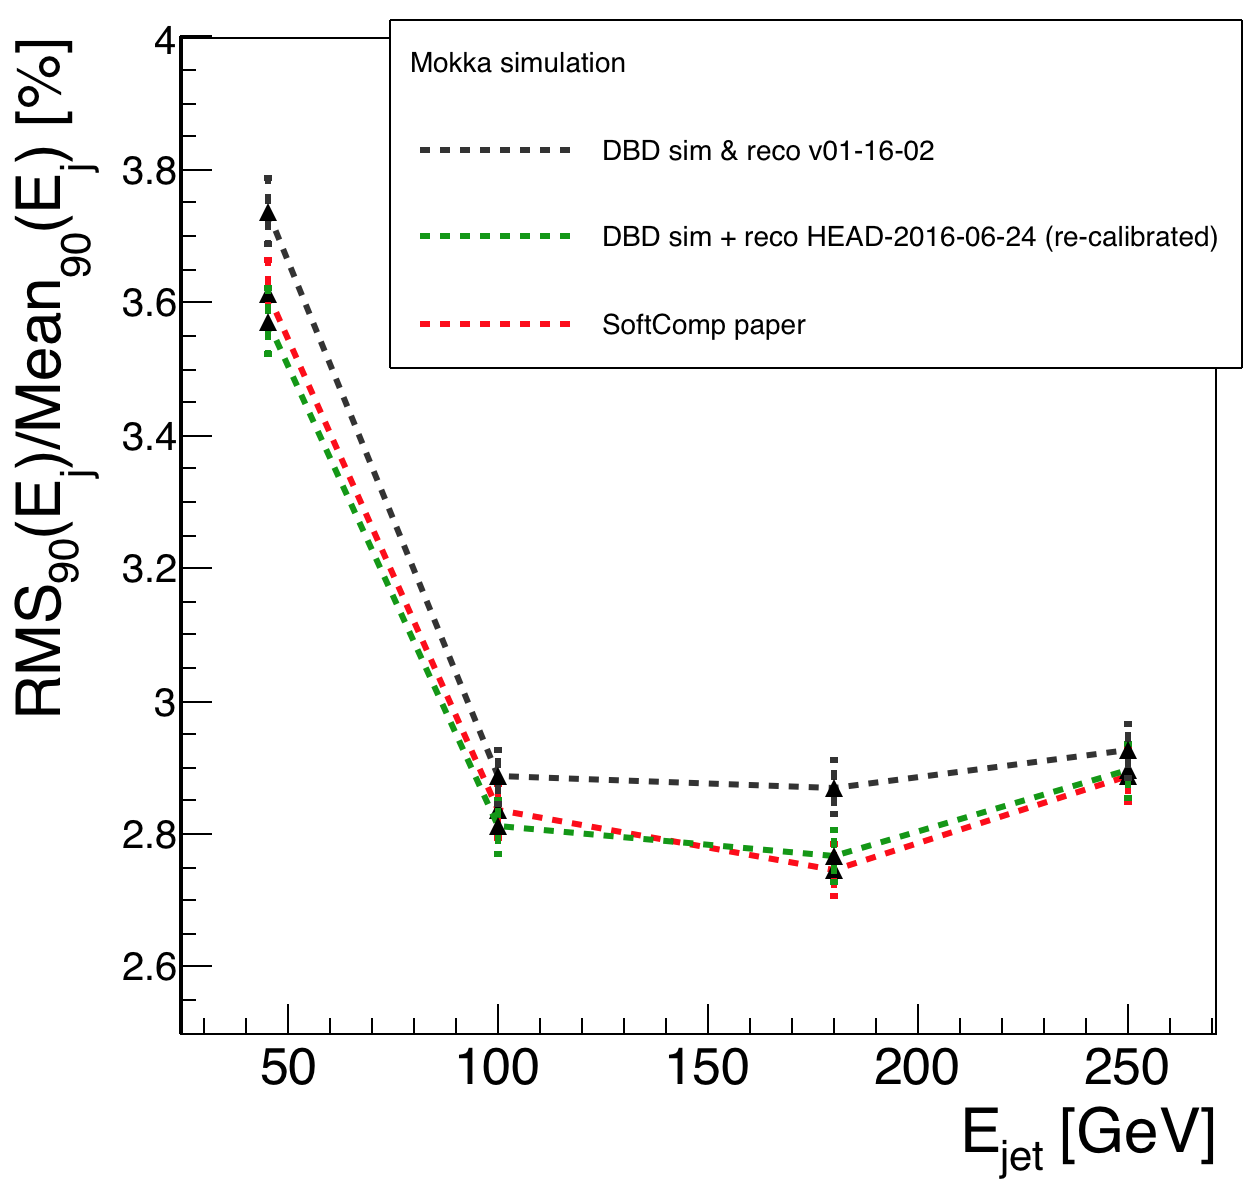 RMS90(Ej)/Mean90(Ej) [%]
4
3.8
3.6
3.4
3.2
3
2.8
2.6
Mokka simulation
DBD sim & reco v01-16-02
DBD sim + reco HEAD-2016-06-24 (re-calibrated)
SoftComp paper
50 100 150 200 250
Ejet [GeV]